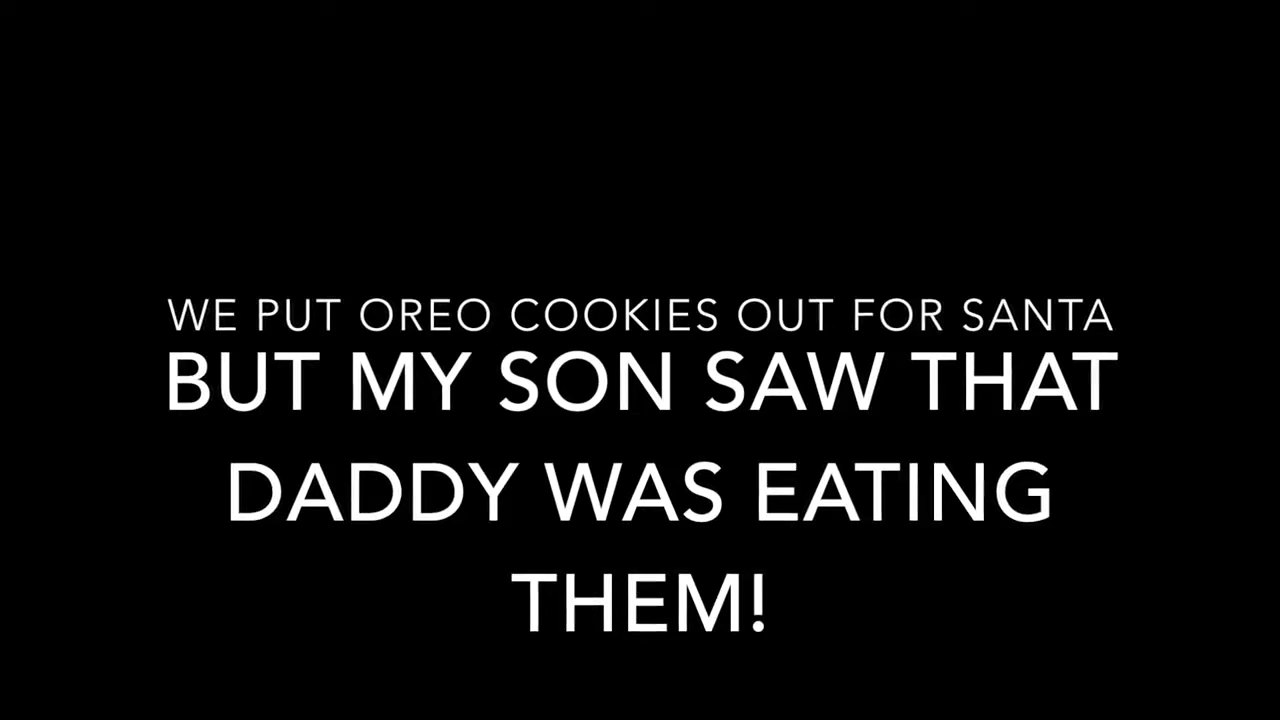 WE PUT OREO COOKIES OUT FOR SANTA
BUT MY SON SAW THAT
DADDY WAS EATING
THEM!